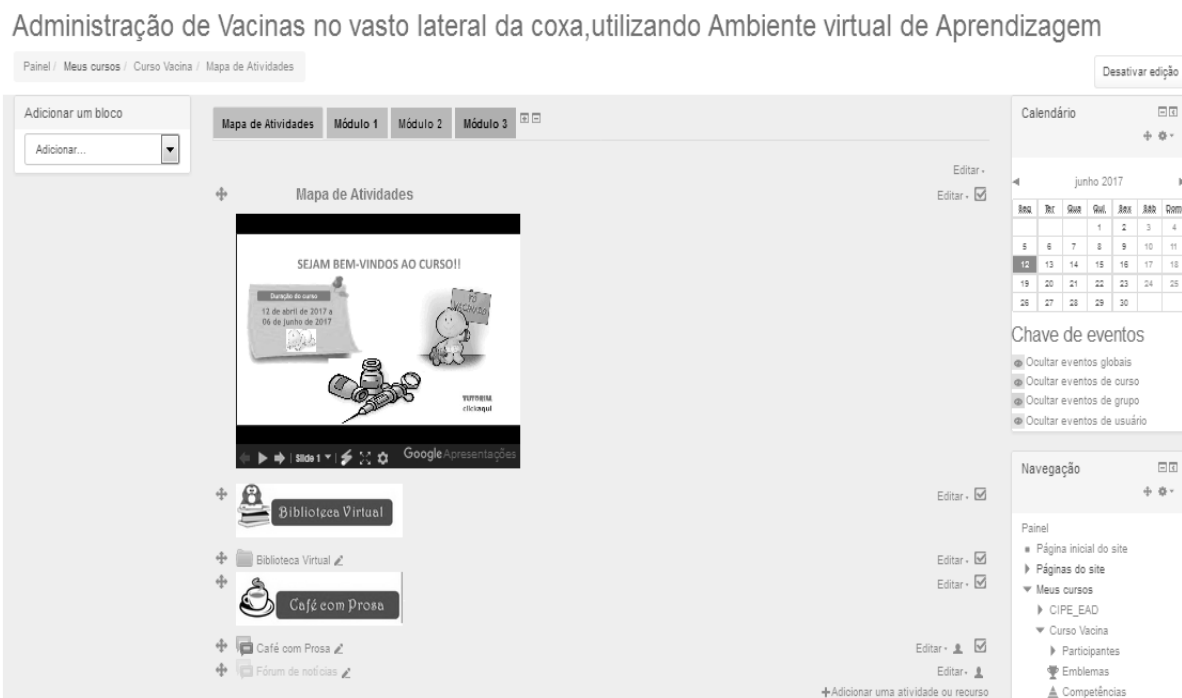 Administração de Vacinas no vasto lateral da coxa,utilizando Ambiente virtual de Aprendizagem
Painel / Meus cursos / Curso Vacina / Mapa de Atividades
Desativar edição
Adicionar um bloco
Adicionar...
Mapa de Atividades Módulo 1 Módulo 2 Módulo 3
Editar
Mapa de Atividades
Editar
SEJAM BEM-VINDOS AO CURSO!!
Duração do curso
12 de abril de 2017 a
06 de Junho de 2017
VACINADO
TUTORIAL
clickaqui
Slide 1
Google Apresentações
Biblioteca Virtual
Editar
Biblioteca Virtual
Editar
Café com Prosa
Editar
Café com Prosa
Editar
Fórum de notícias
Editar
Adicionar uma atividade ou recurso
Calendário
junho 2017
Seg Ter Qua Qui Sex Sáb Dom
1 2 3 4
5 6 7 8 9 10 11
12 13 14 15 16 17 18
19 20 21 22 23 24 25
26 27 28 29 30
Chave de eventos
Ocultar eventos globais
Ocultar eventos de curso
Ocultar eventos de grupo
Ocultar eventos de usuário
Navegação
Painel
Página inicial do site
Páginas do site
Meus cursos
CIPE_EAD
Curso Vacina
Participantes
Emblemas
Competências